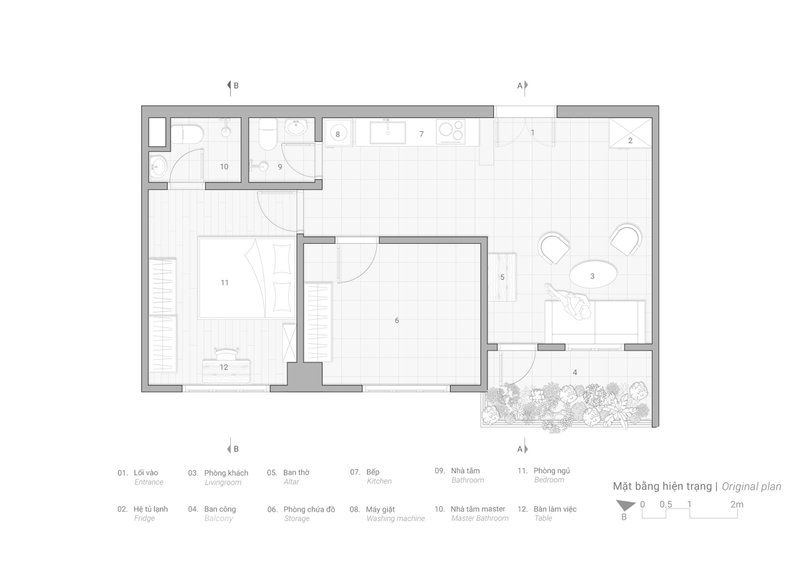 B
A
1
8
7
2
10
9
11
5
3
6
12
4
B
A
01. Lối vào
Entrance
03. Phòng khách
Livingroom
05. Ban thờ
Altar
07. Bếp
Kitchen
09. Nhà tắm
Bathroom
11. Phòng ngủ
Bedroom
02. Hệ tủ lạnh
Fridge
04. Ban công
Balcony
06. Phòng chứa đồ
Storage
08. Máy giặt
Washing machine
10. Nhà tắm master
Master Bathroom
12. Bàn làm việc
Table
Mặt bằng hiện trạng | Original plan
B
0 0,5 1 2m